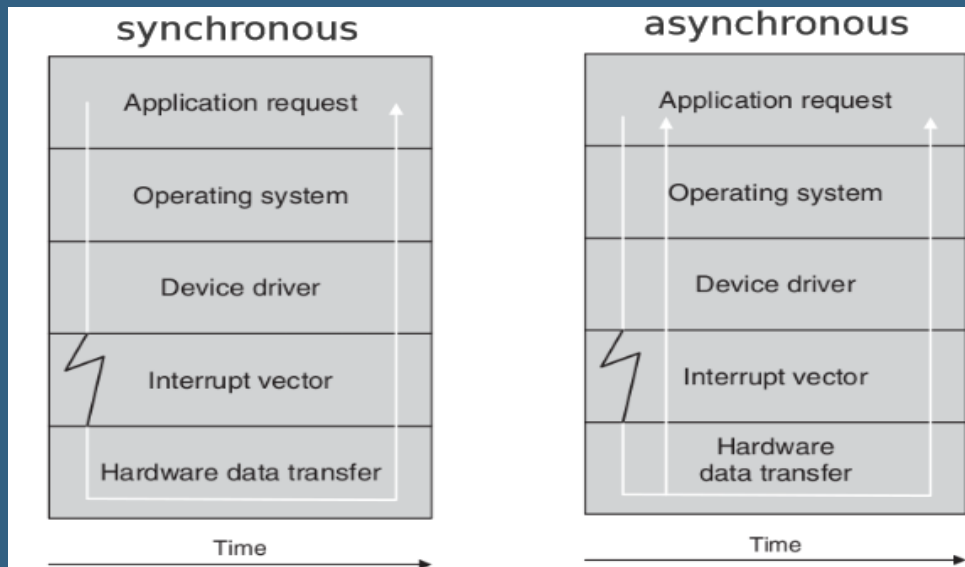 synchronous
Application request
Operating system
Device driver
Interrupt vector
Hardware data transfer
Time
asynchronous
Application request
Operating system
Device driver
Interrupt vector
Hardware
data transfer
Time